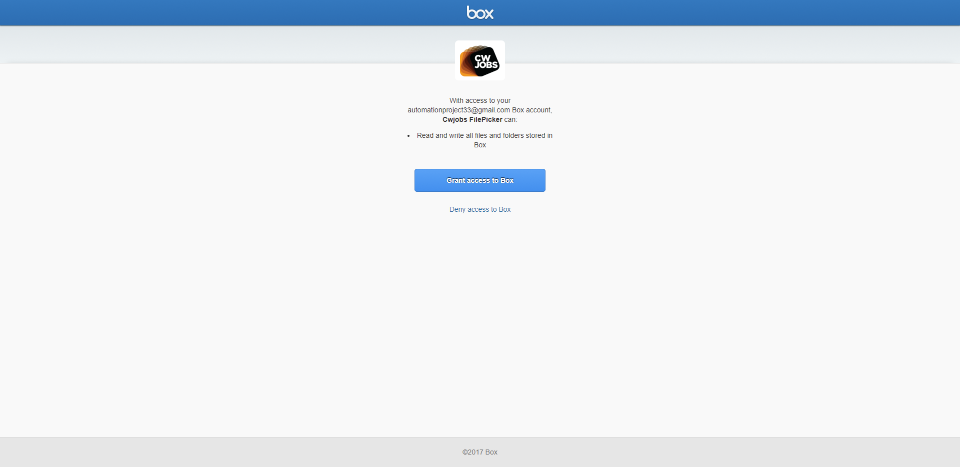 box
CW
JOBS
With access to your
automationproject33@gmail.com Box account,
Cwjobs FilePicker can:
• Read and write all files and folders stored in
Box
Grant access to Box
Deny access to Box
©2017 Box